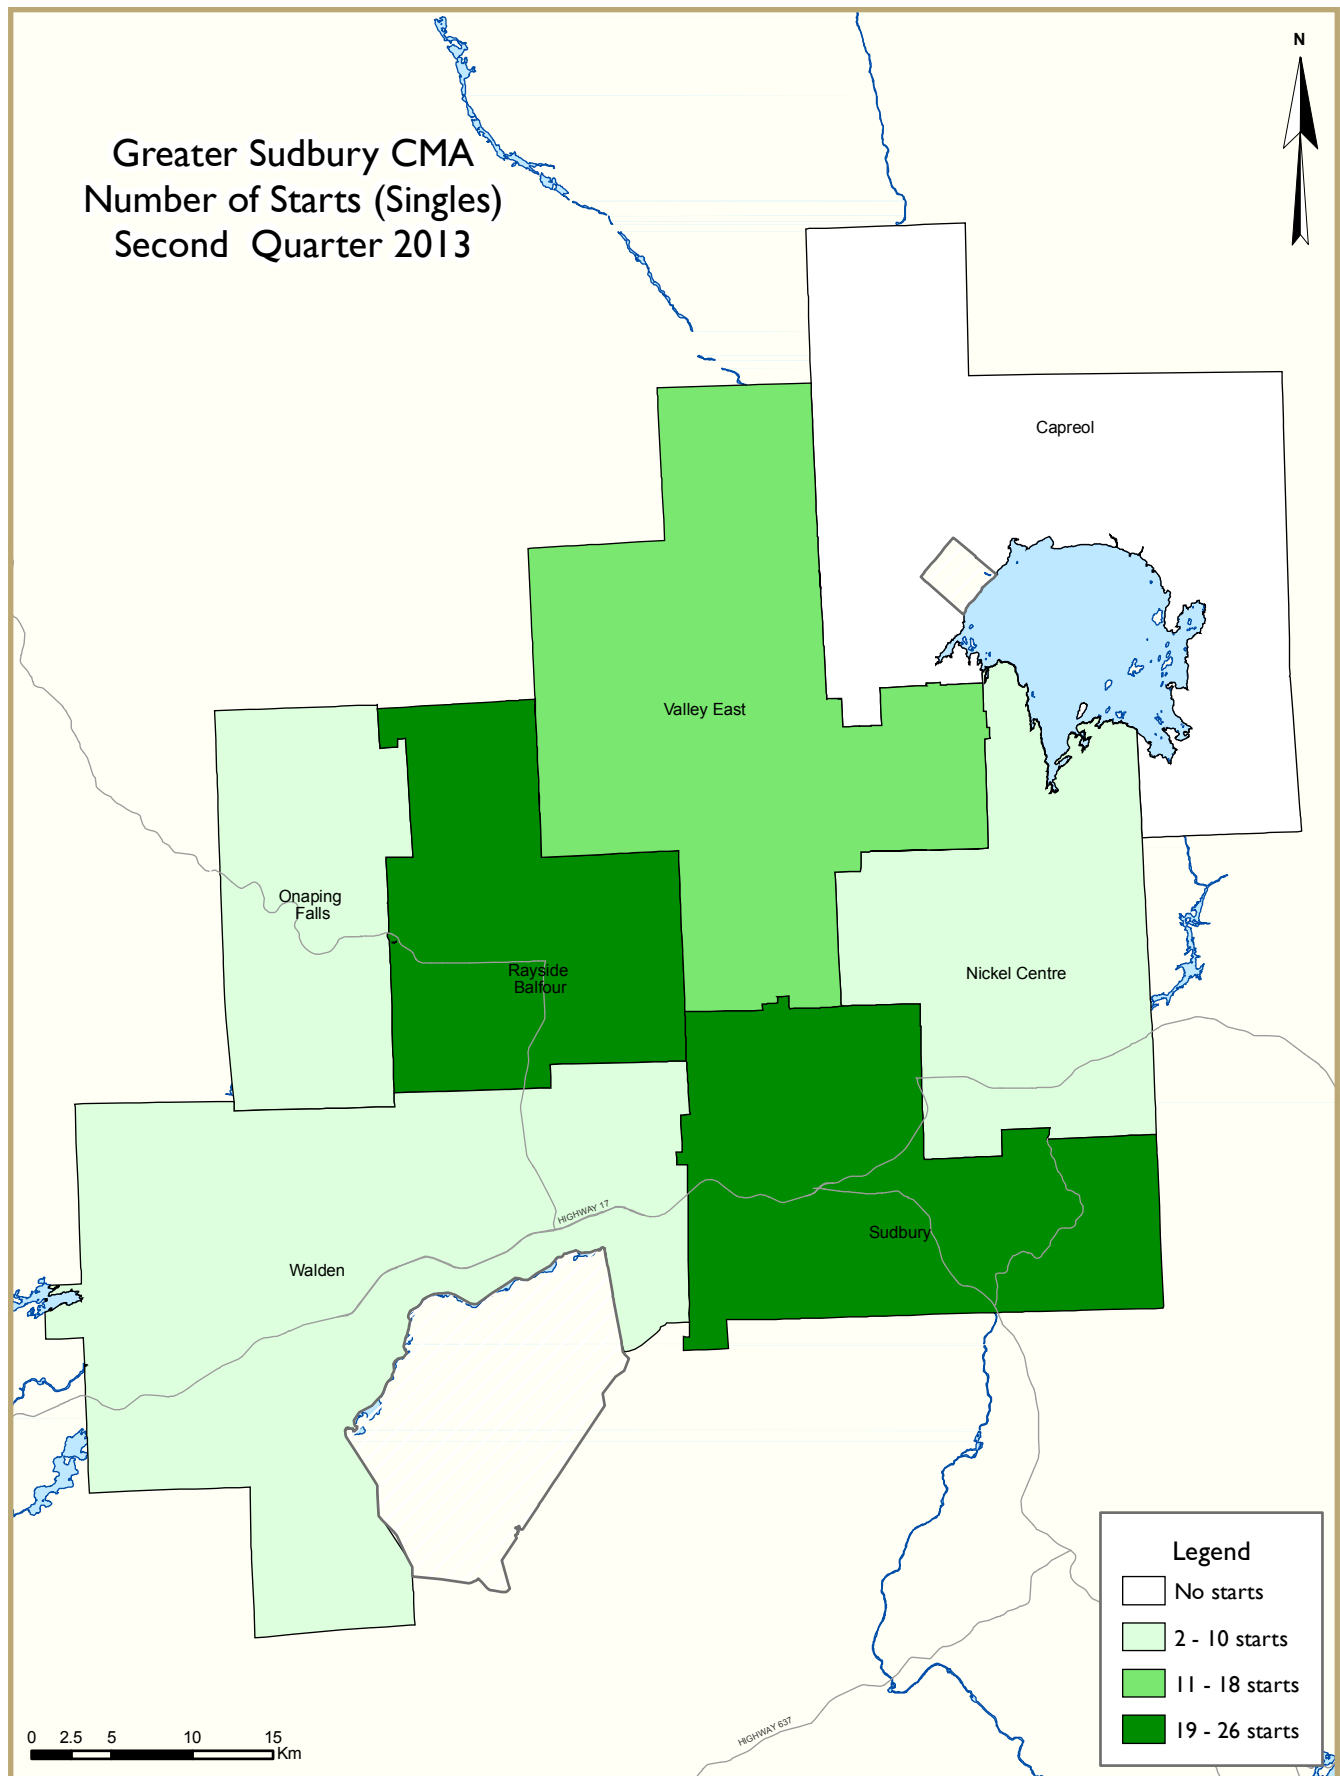 N
Greater Sudbury CMA
Number of Starts (Singles)
Second Quarter 2013
Capreol
Valley East
Onaping
Falls
Rayside
Balfour
Nickel Centre
HIGHWAY 17
Sudbury
Walden
Legend
No starts
2 - 10 starts
11 - 18 starts
19 - 26 starts
HIGHWAY 637
0 2.5 5 10 15
Km